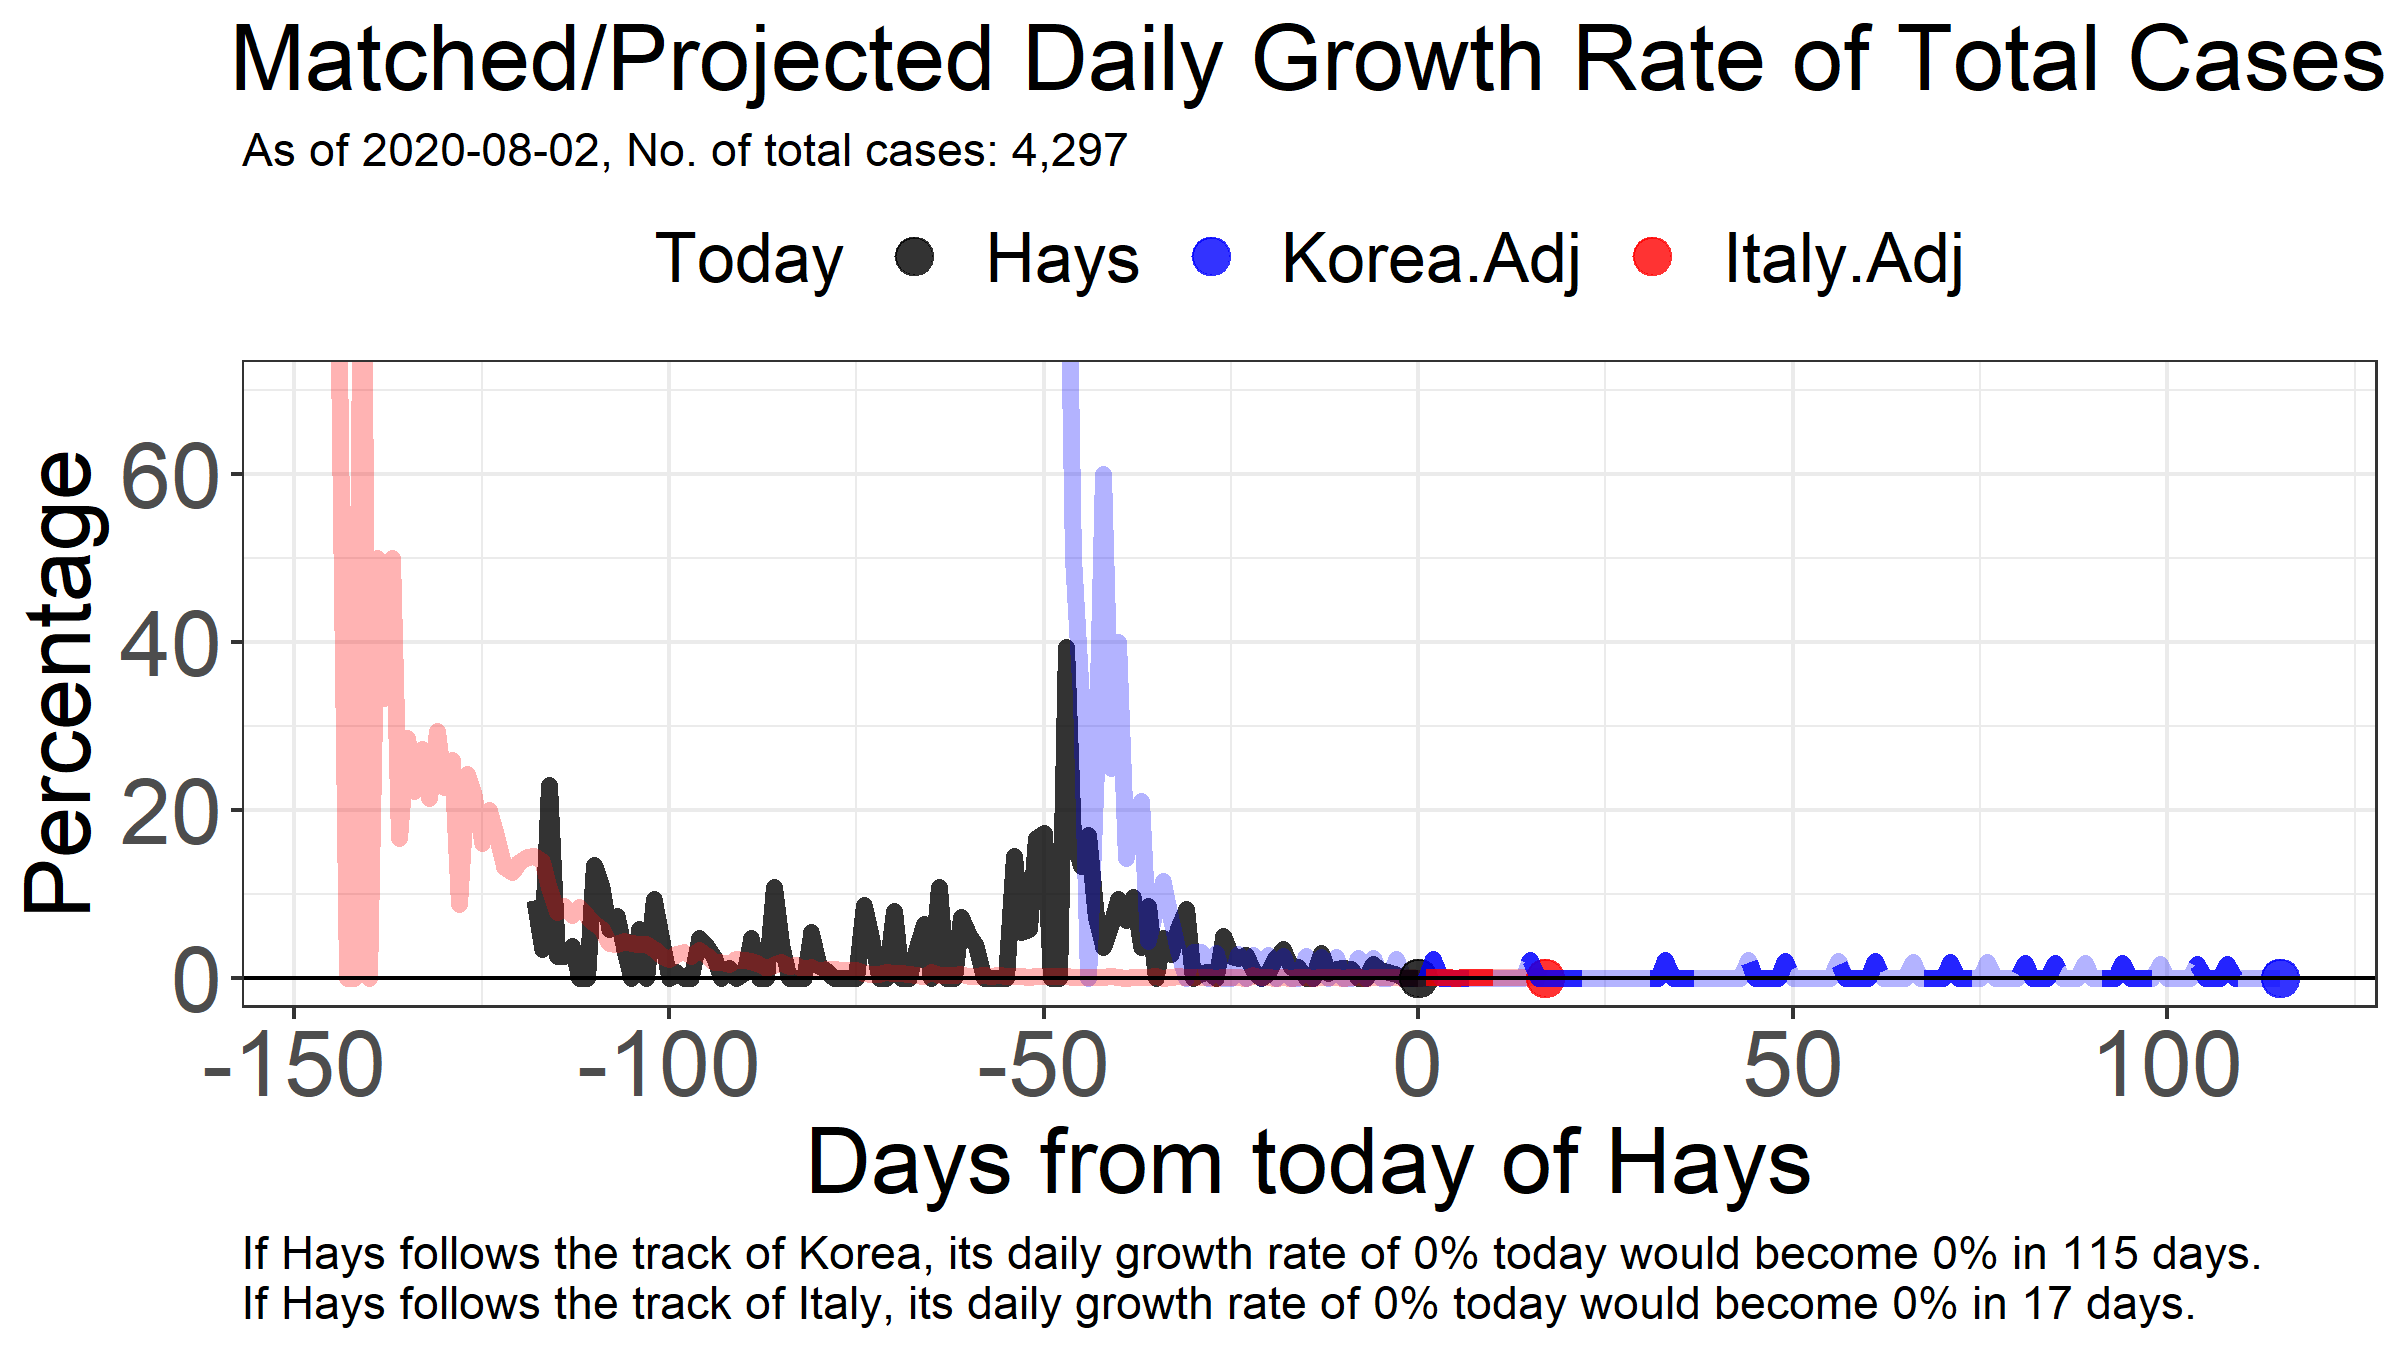 Matched/Projected Daily Growth Rate of Total Cases
As of 2020-08-02, No. of total cases: 4,297
Today Hays Korea.Adj Italy.Adj
Percentage
60
40
20
0
-150 -100 -50 0 50 100
Days from today of Hays
If Hays follows the track of Korea, its daily growth rate of 0% today would become 0% in 115 days.
If Hays follows the track of Italy, its daily growth rate of 0% today would become 0% in 17 days.